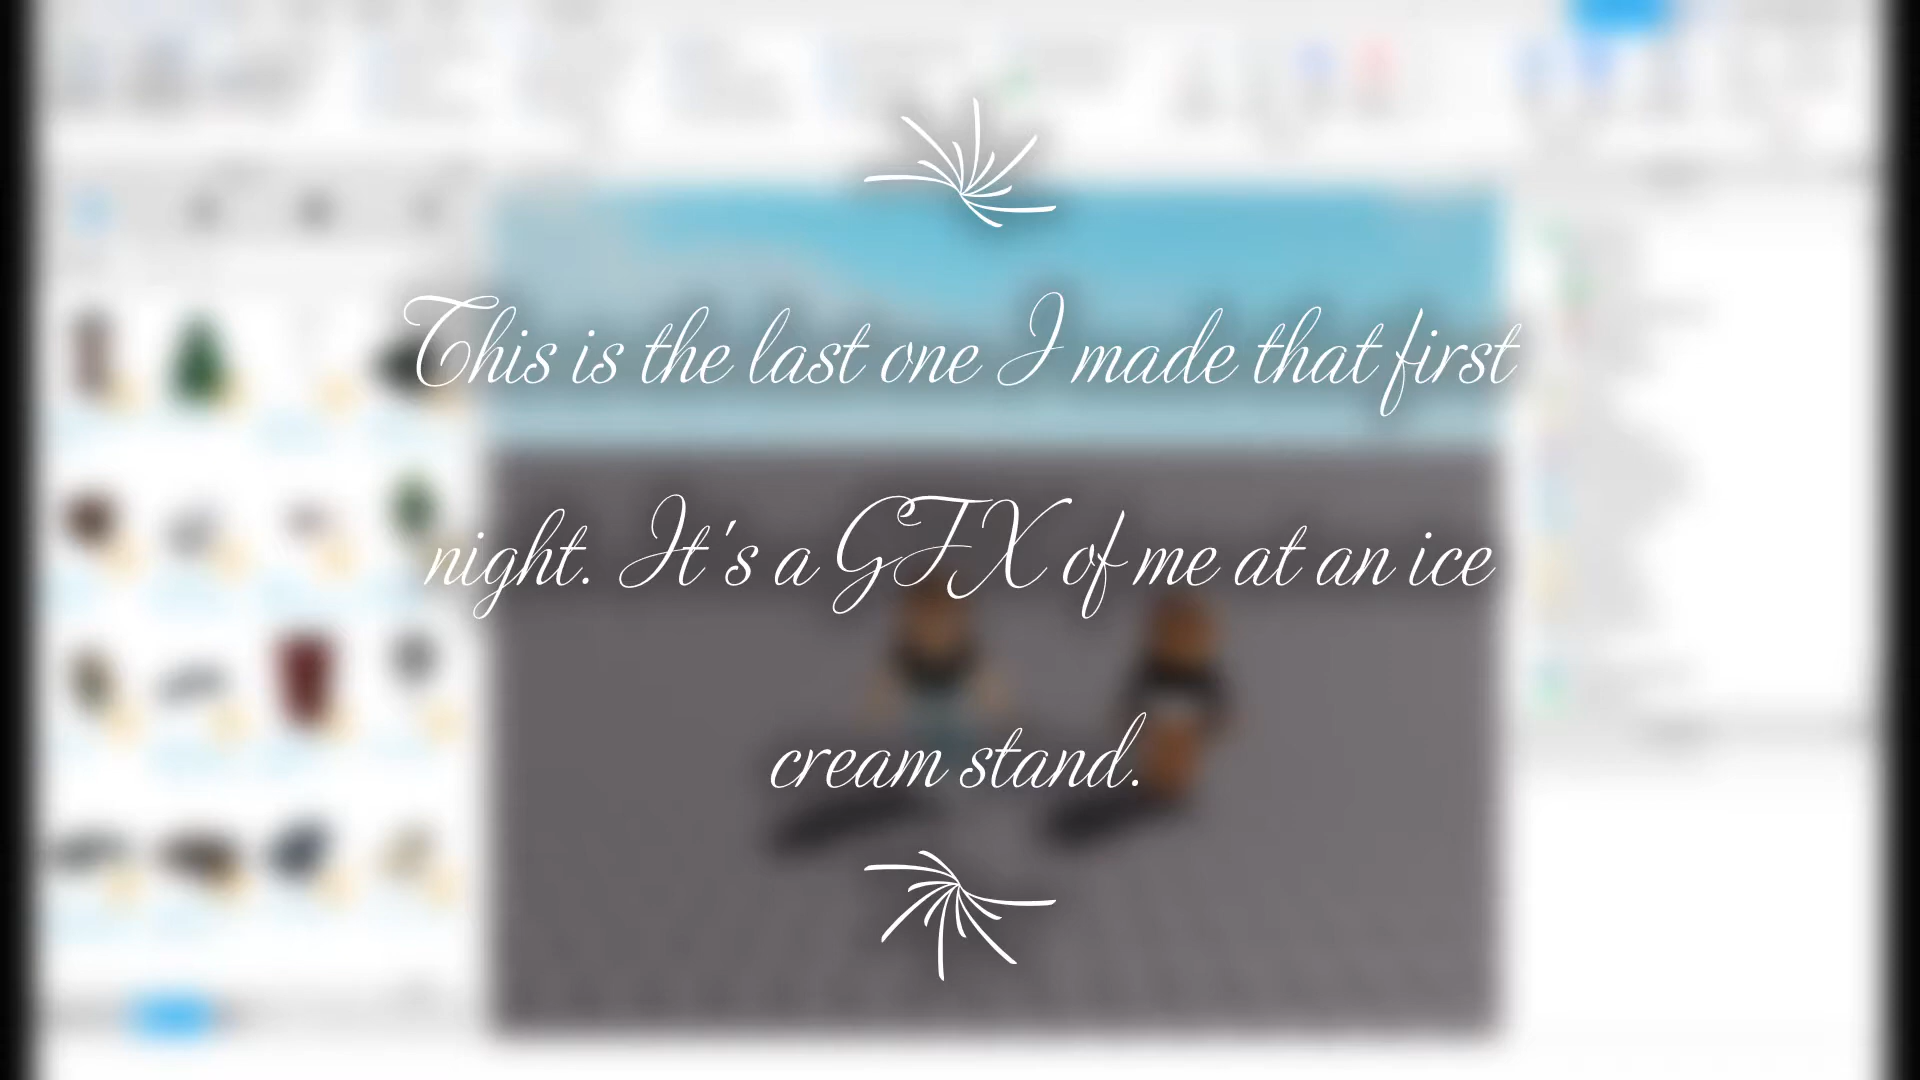 This is the last one I made that first
night. It's a GFX of me at an ice
cream stand.